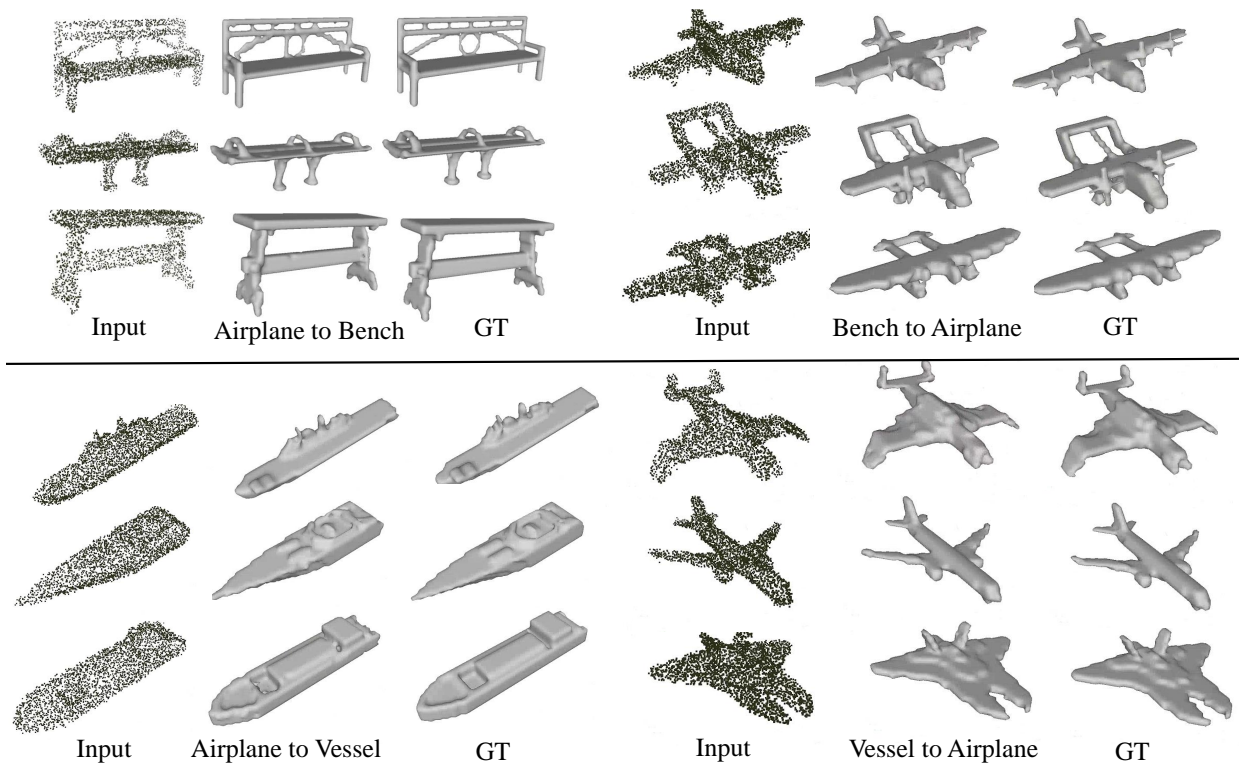 Input Airplane to Bench GT Input Bench to Airplane GT
Input Airplane to Vessel GT Input Vessel to Airplane GT